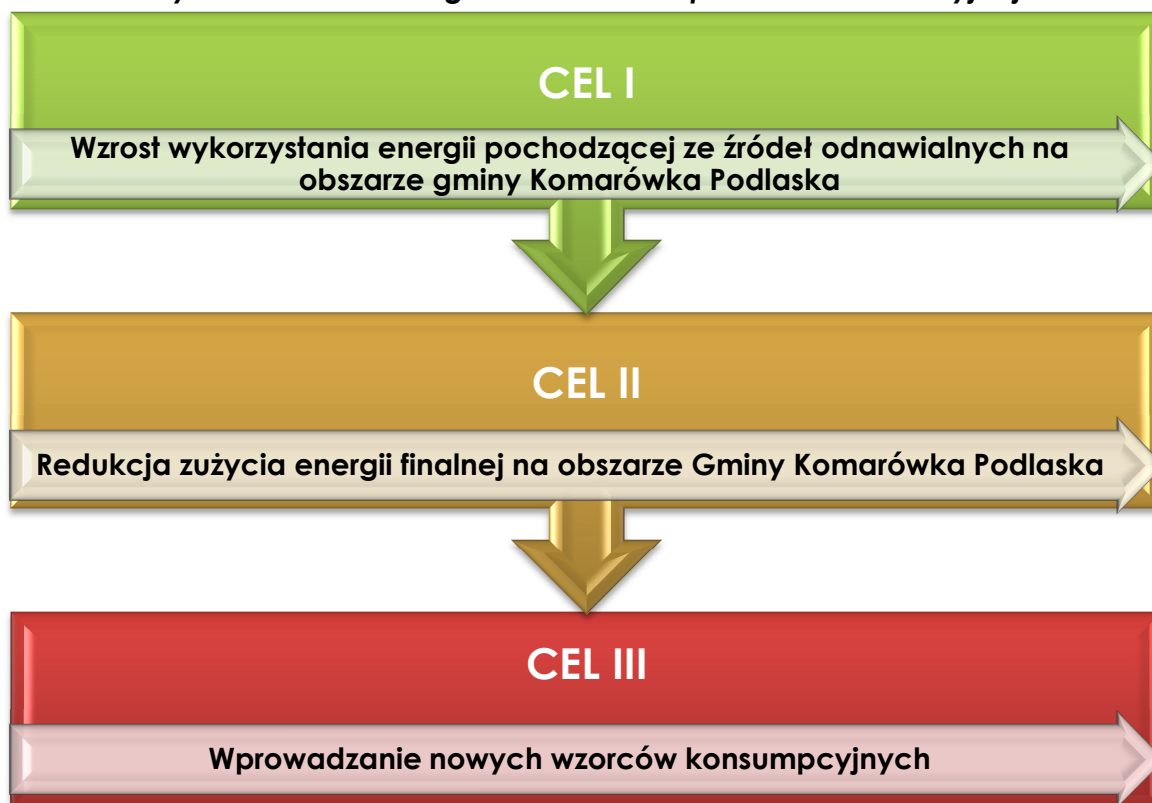 CEL I
Wzrost wykorzystania energii pochodzącej ze źródeł odnawialnych na
obszarze gminy Komarówka Podlaska
CEL II
Redukcja zużycia energii finalnej na obszarze Gminy Komarówka Podlaska
CEL III
Wprowadzanie nowych wzorców konsumpcyjnych